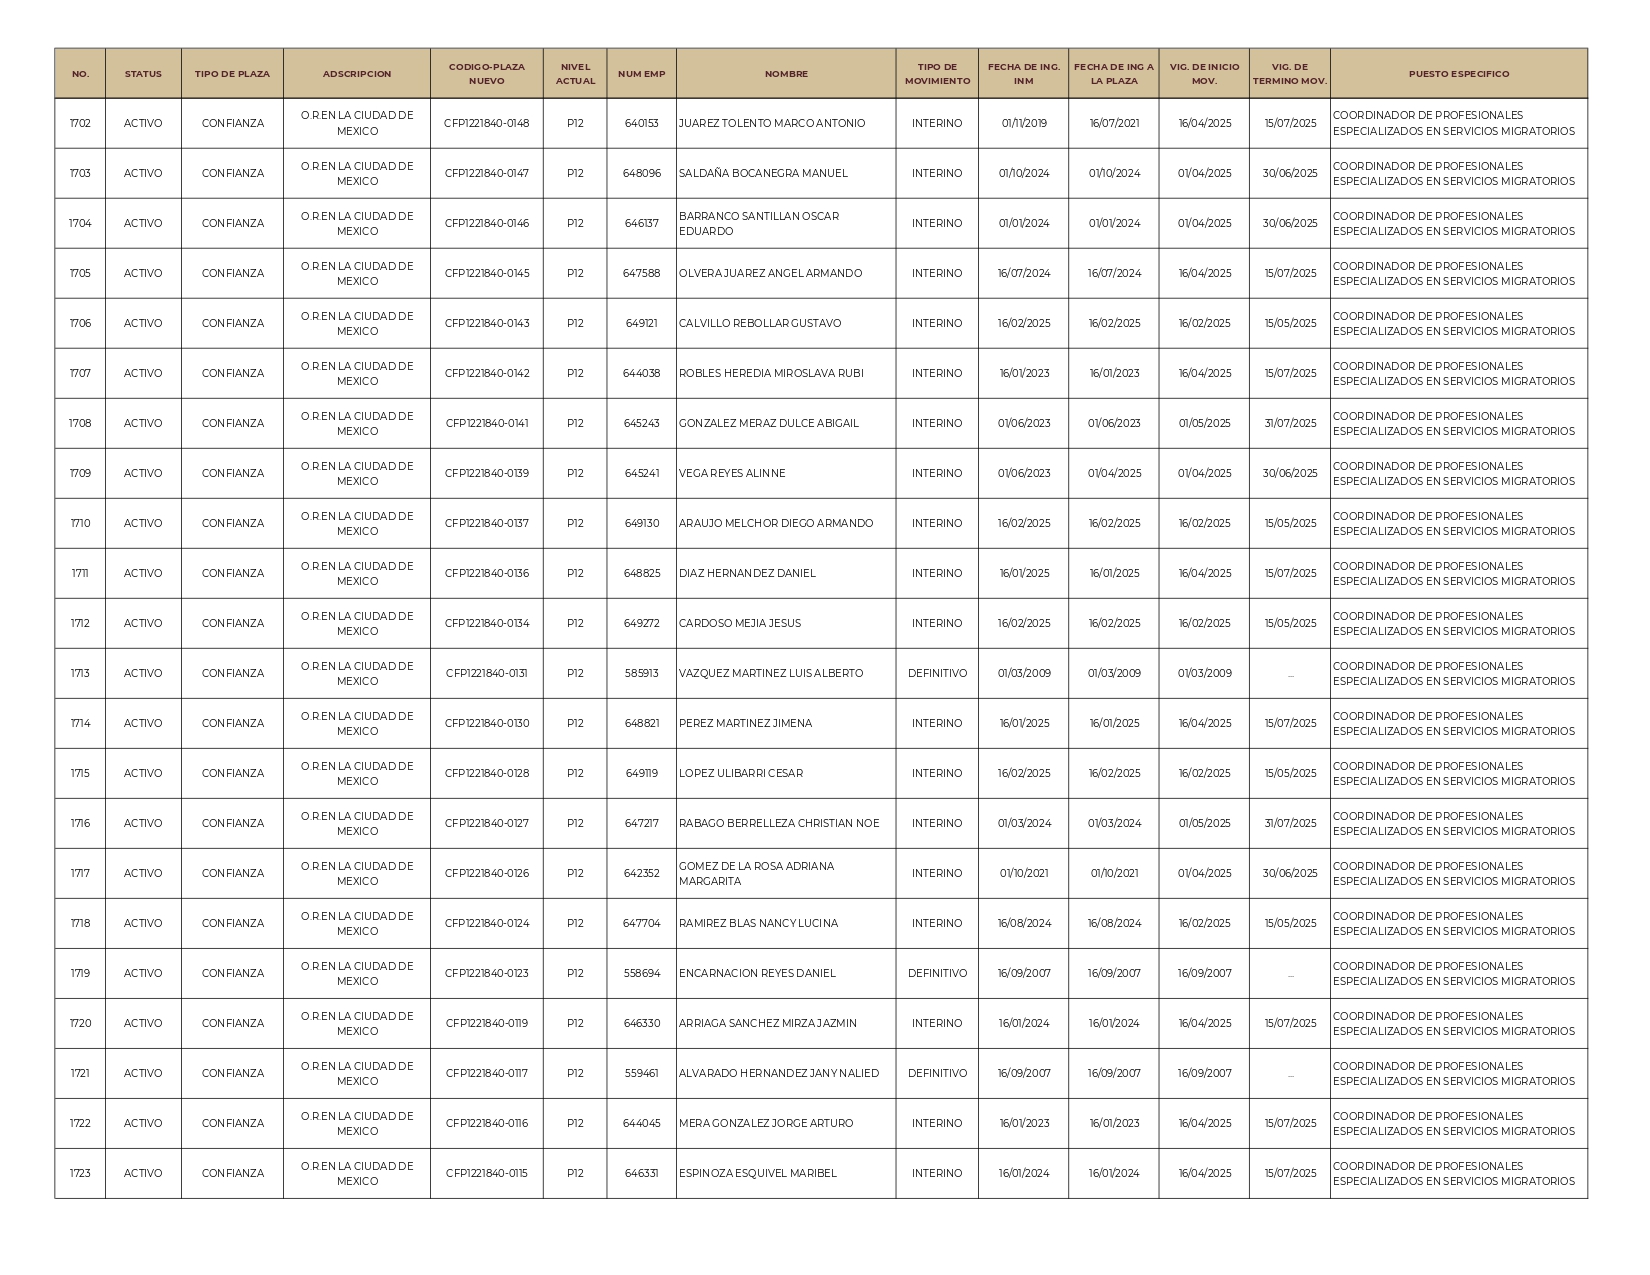 NO. STATUS TIPO DE PLAZA ADSCRIPCION CODIGO-PLAZA NUEVO NIVEL ACTUAL NUM EMP NOMBRE TIPO DE MOVIMIENTO FECHA DE ING. INM FECHA DE ING A LA PLAZA VIG. DE INICIO MOV. VIG. DE TERMINO MOV. PUESTO ESPECIFICO
1702 ACTIVO CONFIANZA O.R.EN LA CIUDAD DE MEXICO CFP1221840-0148 P12 640153 JUAREZ TOLENTO MARCO ANTONIO INTERINO 01/11/2019 16/07/2021 16/04/2025 15/07/2025 COORDINADOR DE PROFESIONALES ESPECIALIZADOS EN SERVICIOS MIGRATORIOS
1703 ACTIVO CONFIANZA O.R.EN LA CIUDAD DE MEXICO CFP1221840-0147 P12 648096 SALDAÑA BOCANEGRA MANUEL INTERINO 01/10/2024 01/10/2024 01/04/2025 30/06/2025 COORDINADOR DE PROFESIONALES ESPECIALIZADOS EN SERVICIOS MIGRATORIOS
1704 ACTIVO CONFIANZA O.R.EN LA CIUDAD DE MEXICO CFP1221840-0146 P12 646137 BARRANCO SANTILLAN OSCAR EDUARDO INTERINO 01/01/2024 01/01/2024 01/04/2025 30/06/2025 COORDINADOR DE PROFESIONALES ESPECIALIZADOS EN SERVICIOS MIGRATORIOS
1705 ACTIVO CONFIANZA O.R.EN LA CIUDAD DE MEXICO CFP1221840-0145 P12 647588 OLVERA JUAREZ ANGEL ARMANDO INTERINO 16/07/2024 16/07/2024 16/04/2025 15/07/2025 COORDINADOR DE PROFESIONALES ESPECIALIZADOS EN SERVICIOS MIGRATORIOS
1706 ACTIVO CONFIANZA O.R.EN LA CIUDAD DE MEXICO CFP1221840-0143 P12 649121 CALVILLO REBOLLAR GUSTAVO INTERINO 16/02/2025 16/02/2025 16/02/2025 15/05/2025 COORDINADOR DE PROFESIONALES ESPECIALIZADOS EN SERVICIOS MIGRATORIOS
1707 ACTIVO CONFIANZA O.R.EN LA CIUDAD DE MEXICO CFP1221840-0142 P12 644038 ROBLES HEREDIA MIROSLAVA RUBI INTERINO 16/01/2023 16/01/2023 16/04/2025 15/07/2025 COORDINADOR DE PROFESIONALES ESPECIALIZADOS EN SERVICIOS MIGRATORIOS
1708 ACTIVO CONFIANZA O.R.EN LA CIUDAD DE MEXICO CFP1221840-0141 P12 645243 GONZALEZ MERAZ DULCE ABIGAIL INTERINO 01/06/2023 01/06/2023 01/05/2025 31/07/2025 COORDINADOR DE PROFESIONALES ESPECIALIZADOS EN SERVICIOS MIGRATORIOS
1709 ACTIVO CONFIANZA O.R.EN LA CIUDAD DE MEXICO CFP1221840-0139 P12 645241 VEGA REYES ALINNE INTERINO 01/06/2023 01/04/2025 01/04/2025 30/06/2025 COORDINADOR DE PROFESIONALES ESPECIALIZADOS EN SERVICIOS MIGRATORIOS
1710 ACTIVO CONFIANZA O.R.EN LA CIUDAD DE MEXICO CFP1221840-0137 P12 649130 ARAUJO MELCHOR DIEGO ARMANDO INTERINO 16/02/2025 16/02/2025 16/02/2025 15/05/2025 COORDINADOR DE PROFESIONALES ESPECIALIZADOS EN SERVICIOS MIGRATORIOS
1711 ACTIVO CONFIANZA O.R.EN LA CIUDAD DE MEXICO CFP1221840-0136 P12 648825 DIAZ HERNANDEZ DANIEL INTERINO 16/01/2025 16/01/2025 16/04/2025 15/07/2025 COORDINADOR DE PROFESIONALES ESPECIALIZADOS EN SERVICIOS MIGRATORIOS
1712 ACTIVO CONFIANZA O.R.EN LA CIUDAD DE MEXICO CFP1221840-0134 P12 649272 CARDOSO MEJIA JESUS INTERINO 16/02/2025 16/02/2025 16/02/2025 15/05/2025 COORDINADOR DE PROFESIONALES ESPECIALIZADOS EN SERVICIOS MIGRATORIOS
1713 ACTIVO CONFIANZA O.R.EN LA CIUDAD DE MEXICO CFP1221840-0131 P12 585913 VAZQUEZ MARTINEZ LUIS ALBERTO DEFINITIVO 01/03/2009 01/03/2009 01/03/2009 ... COORDINADOR DE PROFESIONALES ESPECIALIZADOS EN SERVICIOS MIGRATORIOS
1714 ACTIVO CONFIANZA O.R.EN LA CIUDAD DE MEXICO CFP1221840-0130 P12 648821 PEREZ MARTINEZ JIMENA INTERINO 16/01/2025 16/01/2025 16/04/2025 15/07/2025 COORDINADOR DE PROFESIONALES ESPECIALIZADOS EN SERVICIOS MIGRATORIOS
1715 ACTIVO CONFIANZA O.R.EN LA CIUDAD DE MEXICO CFP1221840-0128 P12 649119 LOPEZ ULIBARRI CESAR INTERINO 16/02/2025 16/02/2025 16/02/2025 15/05/2025 COORDINADOR DE PROFESIONALES ESPECIALIZADOS EN SERVICIOS MIGRATORIOS
1716 ACTIVO CONFIANZA O.R.EN LA CIUDAD DE MEXICO CFP1221840-0127 P12 647217 RABAGO BERRELLEZA CHRISTIAN NOE INTERINO 01/03/2024 01/03/2024 01/05/2025 31/07/2025 COORDINADOR DE PROFESIONALES ESPECIALIZADOS EN SERVICIOS MIGRATORIOS
1717 ACTIVO CONFIANZA O.R.EN LA CIUDAD DE MEXICO CFP1221840-0126 P12 642352 GOMEZ DE LA ROSA ADRIANA MARGARITA INTERINO 01/10/2021 01/10/2021 01/04/2025 30/06/2025 COORDINADOR DE PROFESIONALES ESPECIALIZADOS EN SERVICIOS MIGRATORIOS
1718 ACTIVO CONFIANZA O.R.EN LA CIUDAD DE MEXICO CFP1221840-0124 P12 647704 RAMIREZ BLAS NANCY LUCINA INTERINO 16/08/2024 16/08/2024 16/02/2025 15/05/2025 COORDINADOR DE PROFESIONALES ESPECIALIZADOS EN SERVICIOS MIGRATORIOS
1719 ACTIVO CONFIANZA O.R.EN LA CIUDAD DE MEXICO CFP1221840-0123 P12 558694 ENCARNACION REYES DANIEL DEFINITIVO 16/09/2007 16/09/2007 16/09/2007 ... COORDINADOR DE PROFESIONALES ESPECIALIZADOS EN SERVICIOS MIGRATORIOS
1720 ACTIVO CONFIANZA O.R.EN LA CIUDAD DE MEXICO CFP1221840-0119 P12 646330 ARRIAGA SANCHEZ MIRZA JAZMIN INTERINO 16/01/2024 16/01/2024 16/04/2025 15/07/2025 COORDINADOR DE PROFESIONALES ESPECIALIZADOS EN SERVICIOS MIGRATORIOS
1721 ACTIVO CONFIANZA O.R.EN LA CIUDAD DE MEXICO CFP1221840-0117 P12 559461 ALVARADO HERNANDEZ JANY NALIED DEFINITIVO 16/09/2007 16/09/2007 16/09/2007 ... COORDINADOR DE PROFESIONALES ESPECIALIZADOS EN SERVICIOS MIGRATORIOS
1722 ACTIVO CONFIANZA O.R.EN LA CIUDAD DE MEXICO CFP1221840-0116 P12 644045 MERA GONZALEZ JORGE ARTURO INTERINO 16/01/2023 16/01/2023 16/04/2025 15/07/2025 COORDINADOR DE PROFESIONALES ESPECIALIZADOS EN SERVICIOS MIGRATORIOS
1723 ACTIVO CONFIANZA O.R.EN LA CIUDAD DE MEXICO CFP1221840-0115 P12 646331 ESPINOZA ESQUIVEL MARIBEL INTERINO 16/01/2024 16/01/2024 16/04/2025 15/07/2025 COORDINADOR DE PROFESIONALES ESPECIALIZADOS EN SERVICIOS MIGRATORIOS